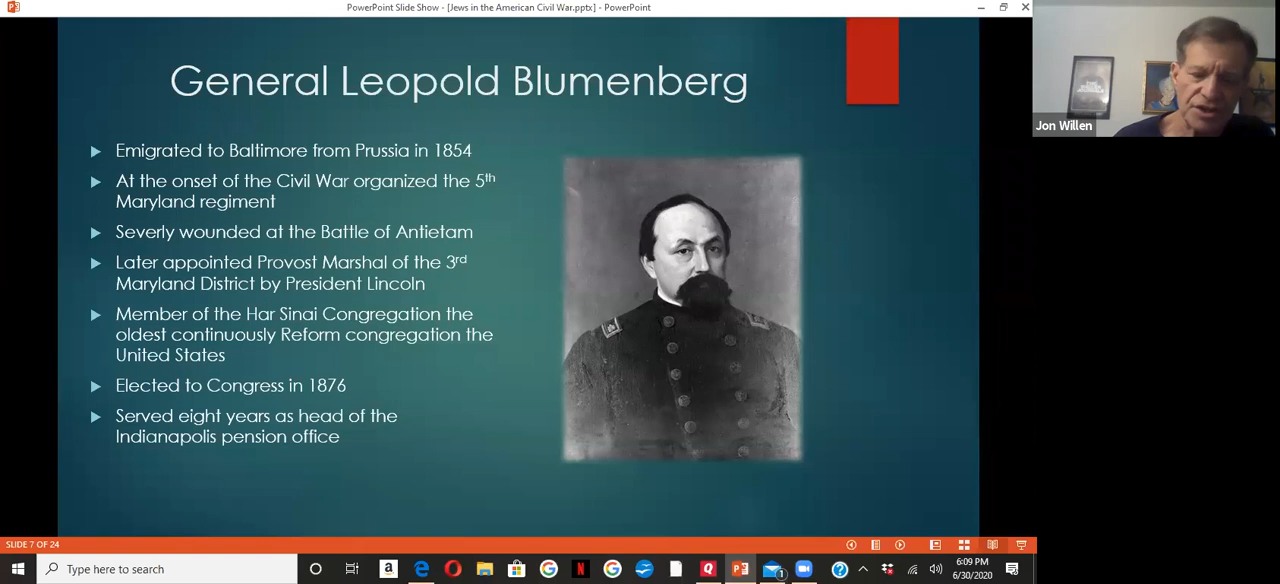 PowerPoint Slide Show - [Jews in the American Civil War.pptx] - PowerPoint
General Leopold Blumenberg
Emigrated to Baltimore from Prussia in 1854
At the onset of the Civil War organized the 5th
Maryland regiment
Severly wounded at the Battle of Antietam
Later appointed Provost Marshal of the 3rd
Maryland District by President Lincoln
Member of the Har Sinai Congregation the
oldest continuously Reform congregation the
United States
Elected to Congress in 1876
Served eight years as head of the
Indianapolis pension office
Jon Willen
SLIDE 7 OF 24
Type here to search
6:09 PM
6/30/2020